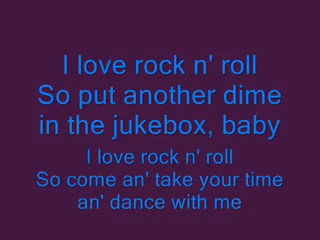 I love rock n' roll
So put another dime
in the jukebox, baby
I love rock n' roll
So come an' take your time
an' dance with me